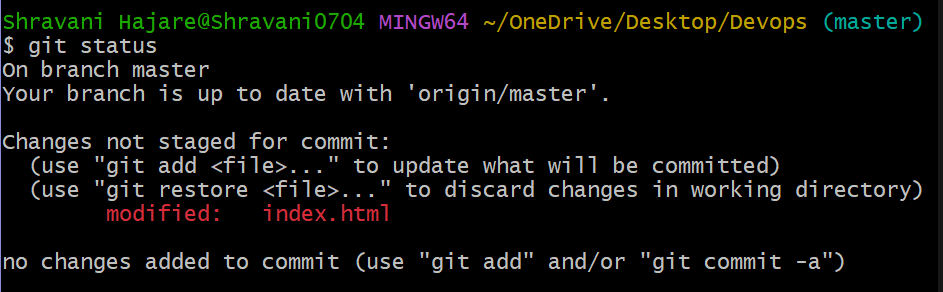 Shravani Hajare@Shravani0704 MINGW64 ~/OneDrive/Desktop/Devops (master)
$ git status
On branch master
Your branch is up to date with 'origin/master'.

Changes not staged for commit:
  (use "git add <file>..." to update what will be committed)
  (use "git restore <file>..." to discard changes in working directory)
        modified:   index.html

no changes added to commit (use "git add" and/or "git commit -a")